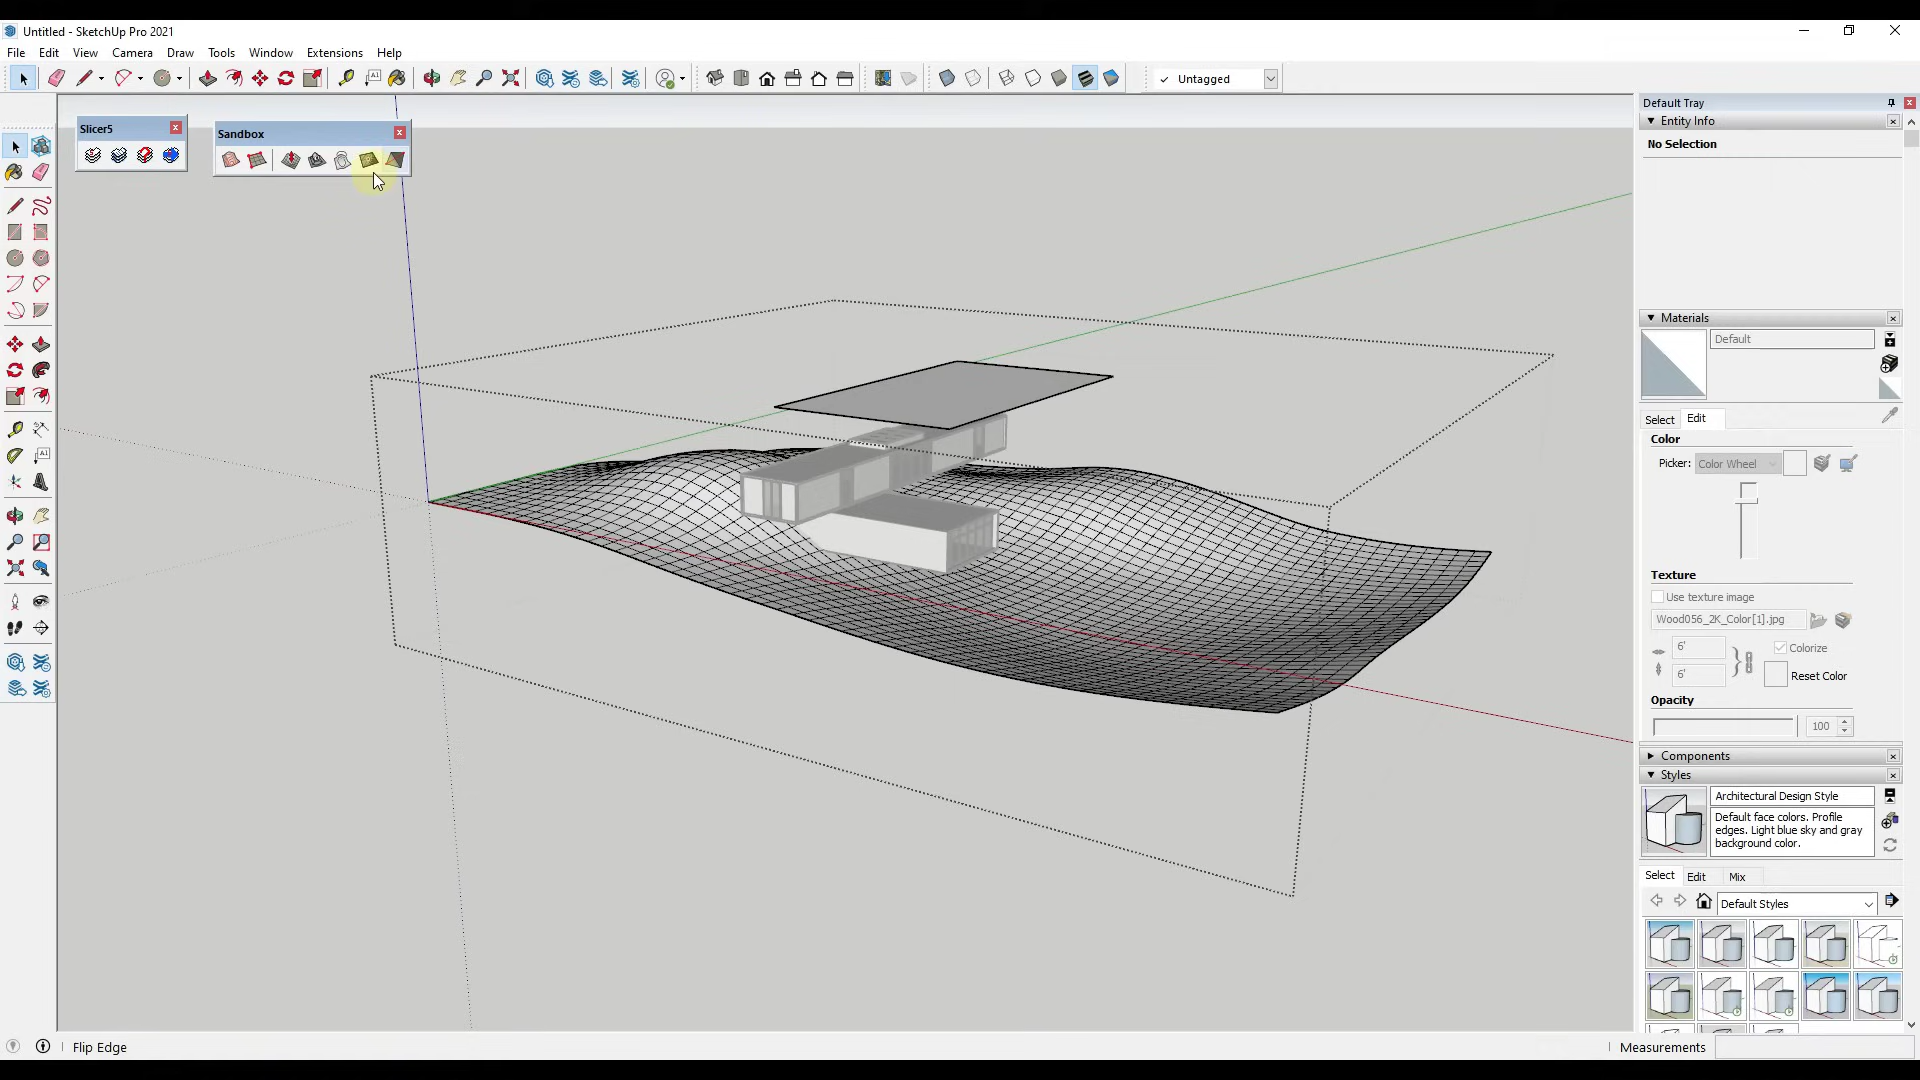 Untitled - SketchUp Pro 2021
File Edit View Camera Draw Tools Window Extensions Help
A1
Untagged
Default Tray
Entity Info
No Selection
Slicer5
Sandbox
Materials
Default
Select Edit
Color
Picker: Color Wheel
Texture
Use texture image
Wood056_2K_Color[1].jpg
6' Colorize
6' Reset Color
Opacity
100
Components
Styles
Architectural Design Style
Default face colors. Profile
edges. Light blue sky and gray
background color.
Select Edit Mix
Default Styles
A1
Flip Edge
Measurements